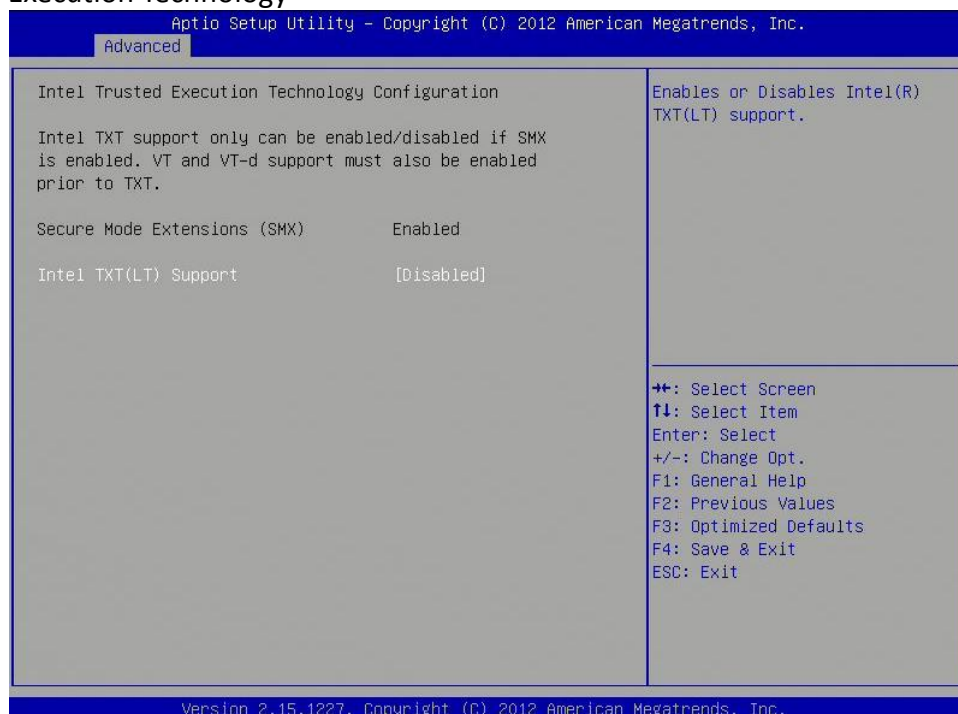 Execution Technology
Aptio Setup Utility – Copyright (C) 2012 American Megatrends, Inc.
Advanced
Intel Trusted Execution Technology Configuration
Intel TXT support only can be enabled/disabled if SMX
is enabled. VT and VT-d support must also be enabled
prior to TXT.
Secure Mode Extensions (SMX) Enabled
Intel TXT(LT) Support [Disabled]
Enables or Disables Intel(R)
TXT(LT) support.
→←: Select Screen
↑↓: Select Item
Enter: Select
+/-: Change Opt.
F1: General Help
F2: Previous Values
F3: Optimized Defaults
F4: Save & Exit
ESC: Exit
Version 2.15.1227. Copyright (C) 2012 American Megatrends, Inc.